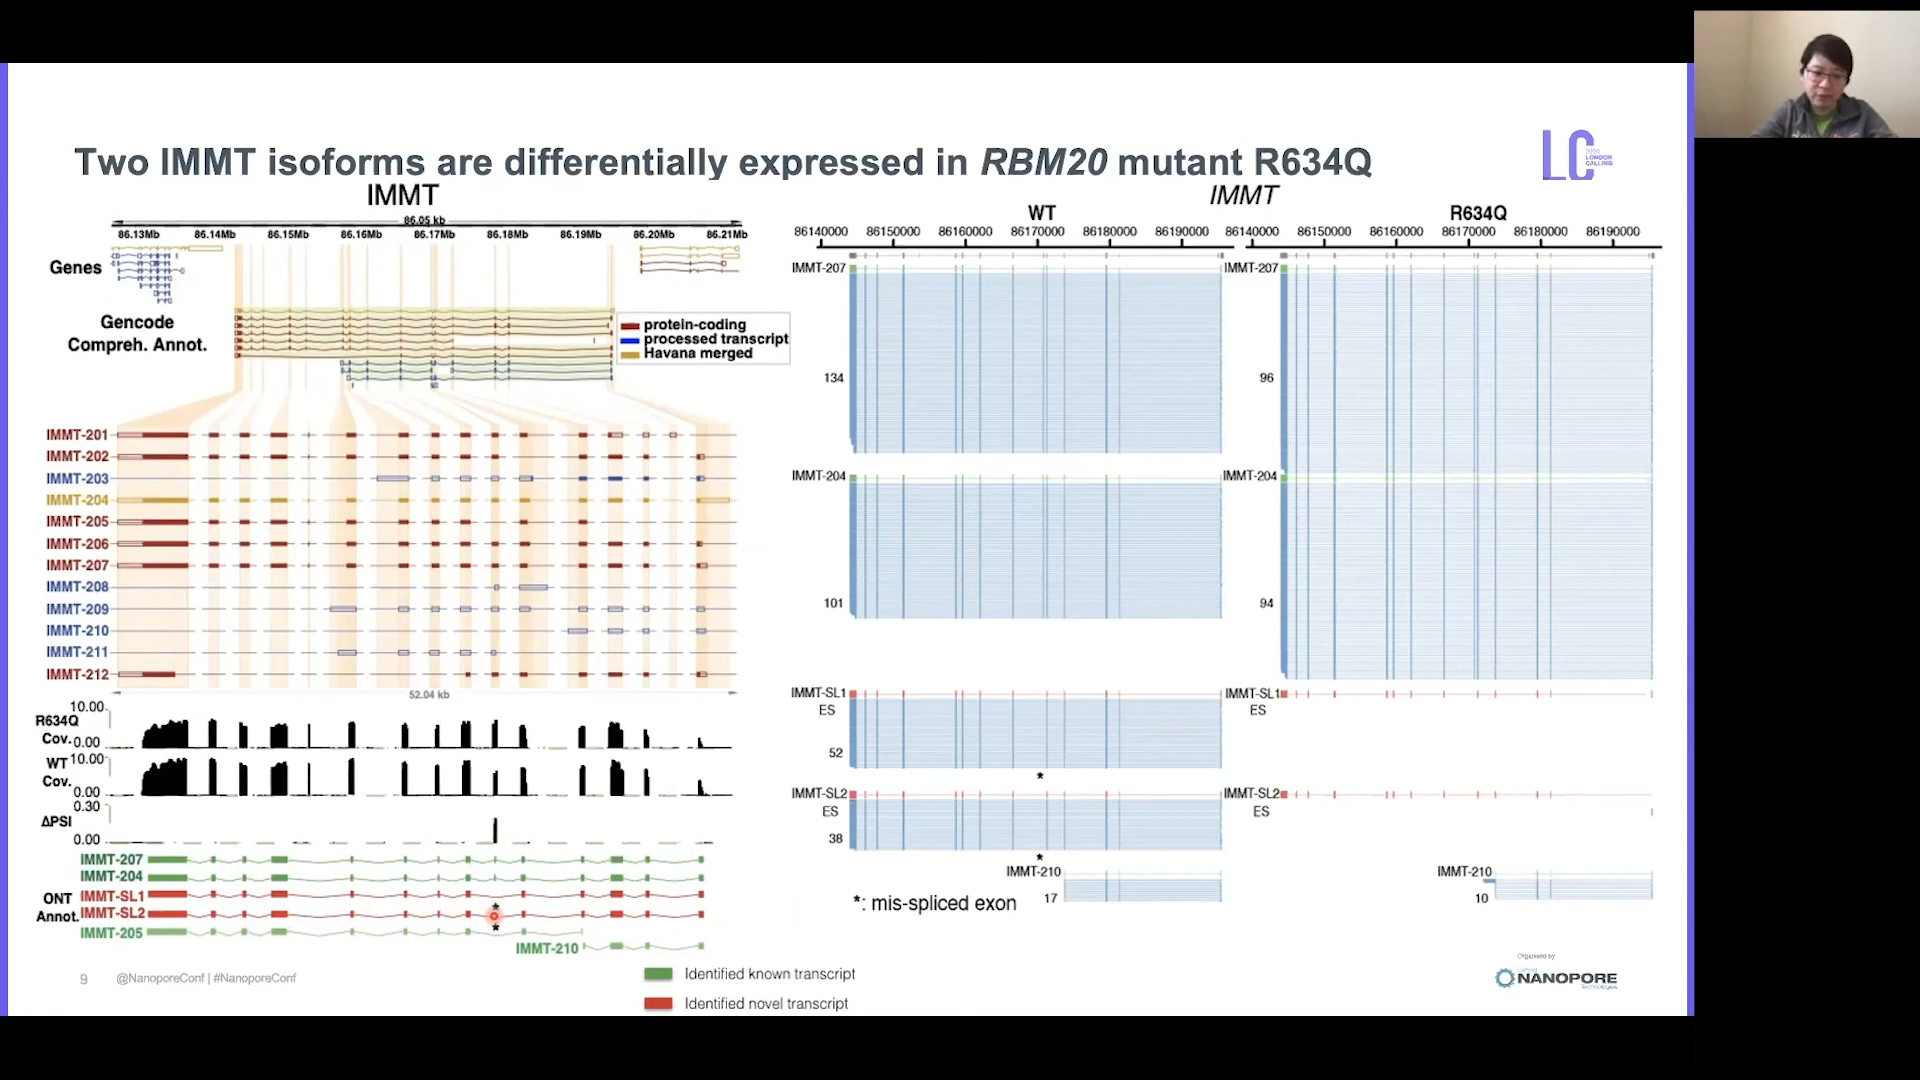 Two IMMT isoforms are differentially expressed in RBM20 mutant R634Q
LC
LONDON
CALLING
IMMT
86.05 kb
86.13Mb 86.14Mb 86.15Mb 86.16Mb 86.17Mb 86.18Mb 86.19Mb 86.20Mb 86.21Mb
Genes
Gencode
Compreh. Annot.
protein-coding
processed transcript
Havana merged
IMMT-201
IMMT-202
IMMT-203
IMMT-204
IMMT-205
IMMT-206
IMMT-207
IMMT-208
IMMT-209
IMMT-210
IMMT-211
IMMT-212
52.04 kb
R634Q
Cov.
10.00
0.00
WT
Cov.
10.00
0.00
ΔPSI
0.30
0.00
ONT
Annot.
IMMT-207
IMMT-204
IMMT-SL1
IMMT-SL2
*
*
IMMT-205
IMMT-210
IMMT
WT
86140000 86150000 86160000 86170000 86180000 86190000
IMMT-207
134
IMMT-204
101
IMMT-SL1
ES
52
*
IMMT-SL2
ES
38
*
IMMT-210
17
*: mis-spliced exon
R634Q
86140000 86150000 86160000 86170000 86180000 86190000
IMMT-207
96
IMMT-204
94
IMMT-SL1
ES
IMMT-SL2
ES
IMMT-210
10
9 @NanoporeConf | #NanoporeConf
Identified known transcript
Identified novel transcript
Organised by
Oxford
NANOPORE
Technologies